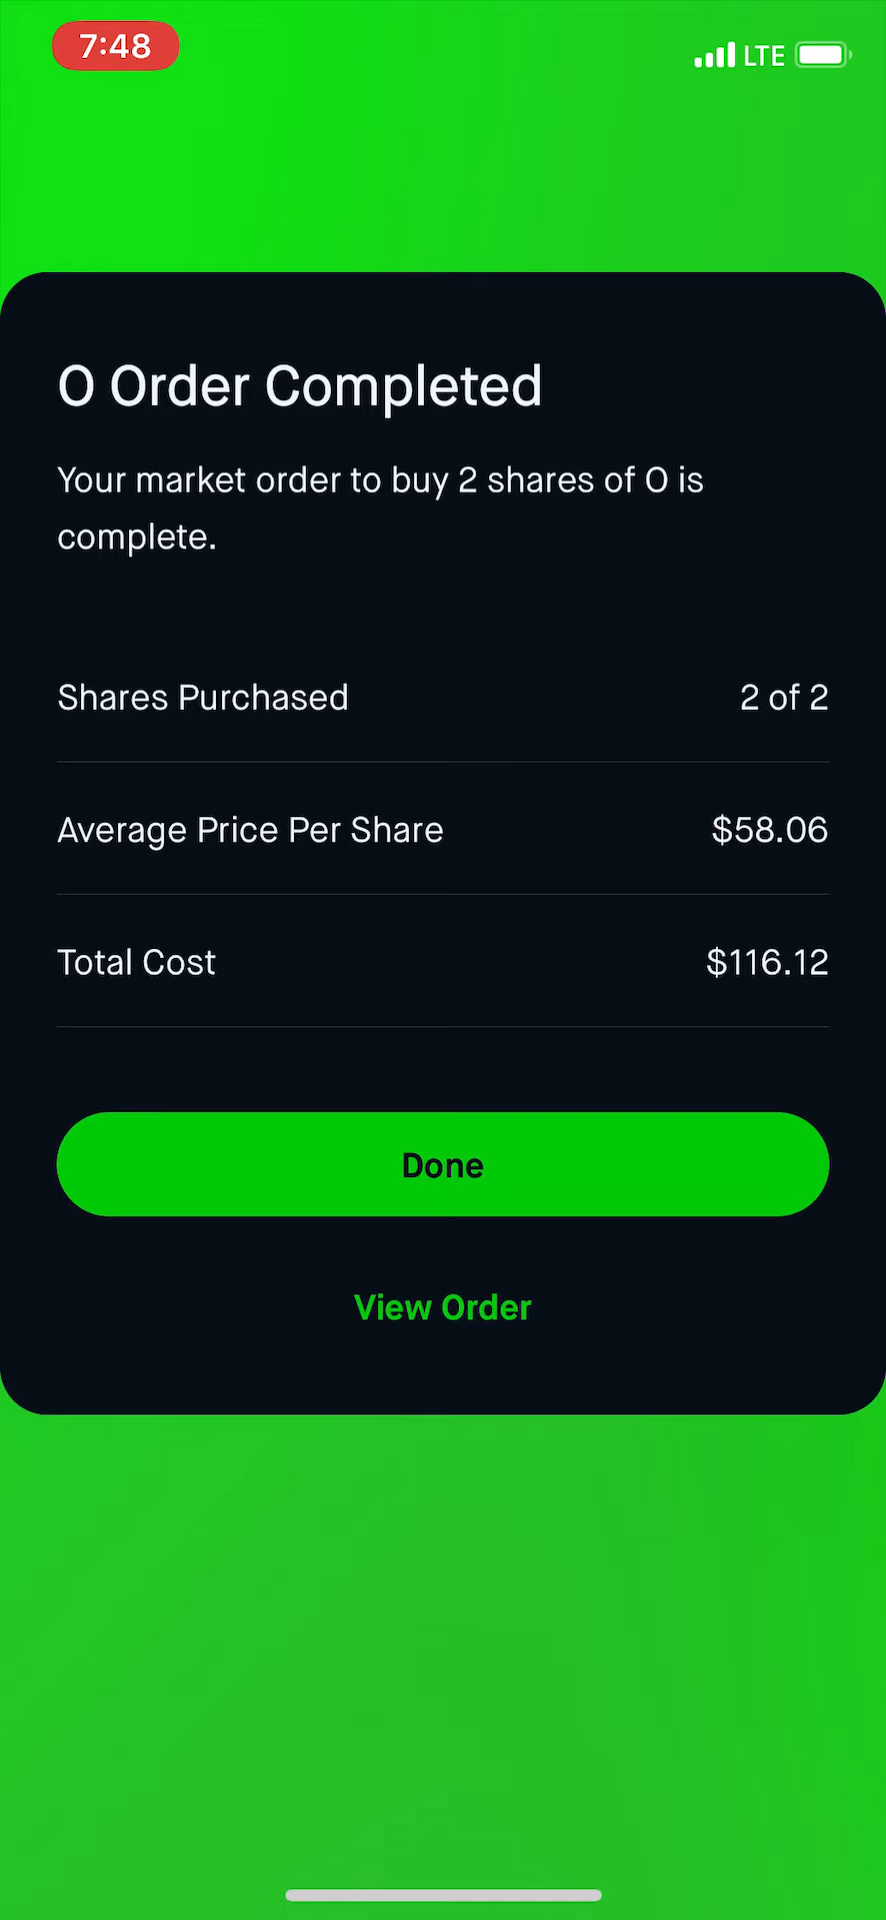 7:48
LTE
O Order Completed
Your market order to buy 2 shares of O is
complete.
Shares Purchased 2 of 2
Average Price Per Share $58.06
Total Cost $116.12
Done
View Order